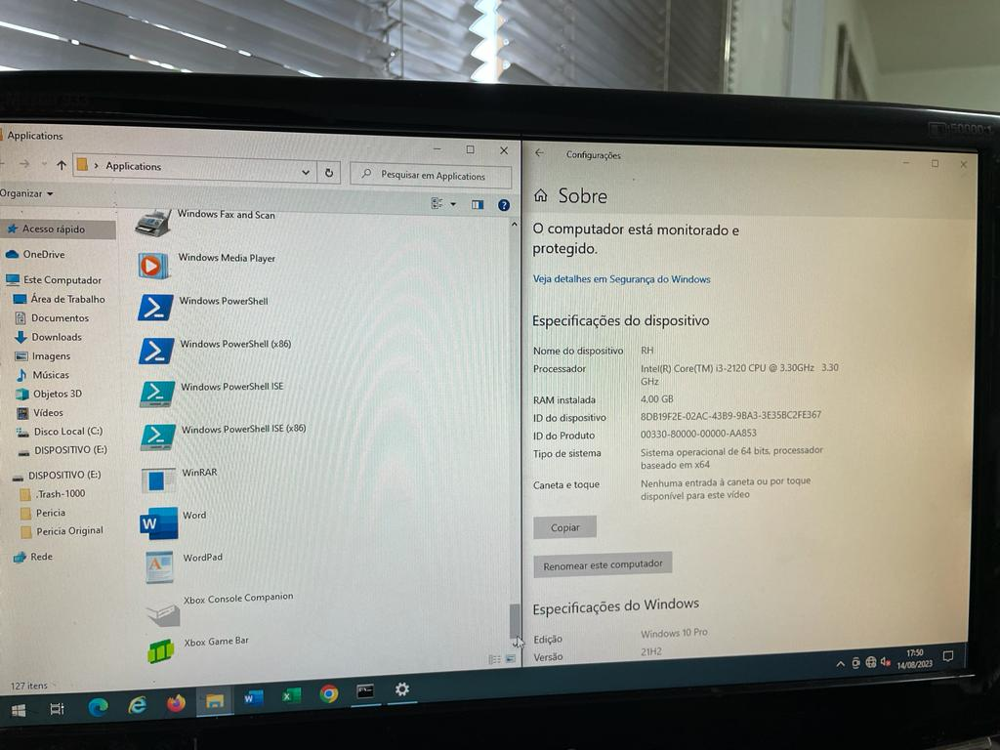 :50000:1
Applications
Applications
Pesquisar em Applications
Organizar
Acesso rápido
OneDrive
Este Computador
Área de Trabalho
Documentos
Downloads
Imagens
Músicas
Objetos 3D
Vídeos
Disco Local (C:)
DISPOSITIVO (E:)
DISPOSITIVO (E:)
.Trash-1000
Pericia
Pericia Original
Rede
Windows Fax and Scan
Windows Media Player
Windows PowerShell
Windows PowerShell (x86)
Windows PowerShell ISE
Windows PowerShell ISE (x86)
WinRAR
Word
WordPad
Xbox Console Companion
Xbox Game Bar
127 itens
Configurações
Sobre
O computador está monitorado e
protegido.
Veja detalhes em Segurança do Windows
Especificações do dispositivo
Nome do dispositivo RH
Processador Intel(R) Core(TM) i3-2120 CPU @ 3.30GHz 3.30
GHz
RAM instalada 4,00 GB
ID do dispositivo 8DB19F2E-02AC-43B9-9BA3-3E35BC2FE367
ID do Produto 00330-80000-00000-AA853
Tipo de sistema Sistema operacional de 64 bits, processador
baseado em x64
Caneta e toque Nenhuma entrada à caneta ou por toque
disponível para este vídeo
Copiar
Renomear este computador
Especificações do Windows
Edição Windows 10 Pro
Versão 21H2
17:50
14/08/2023